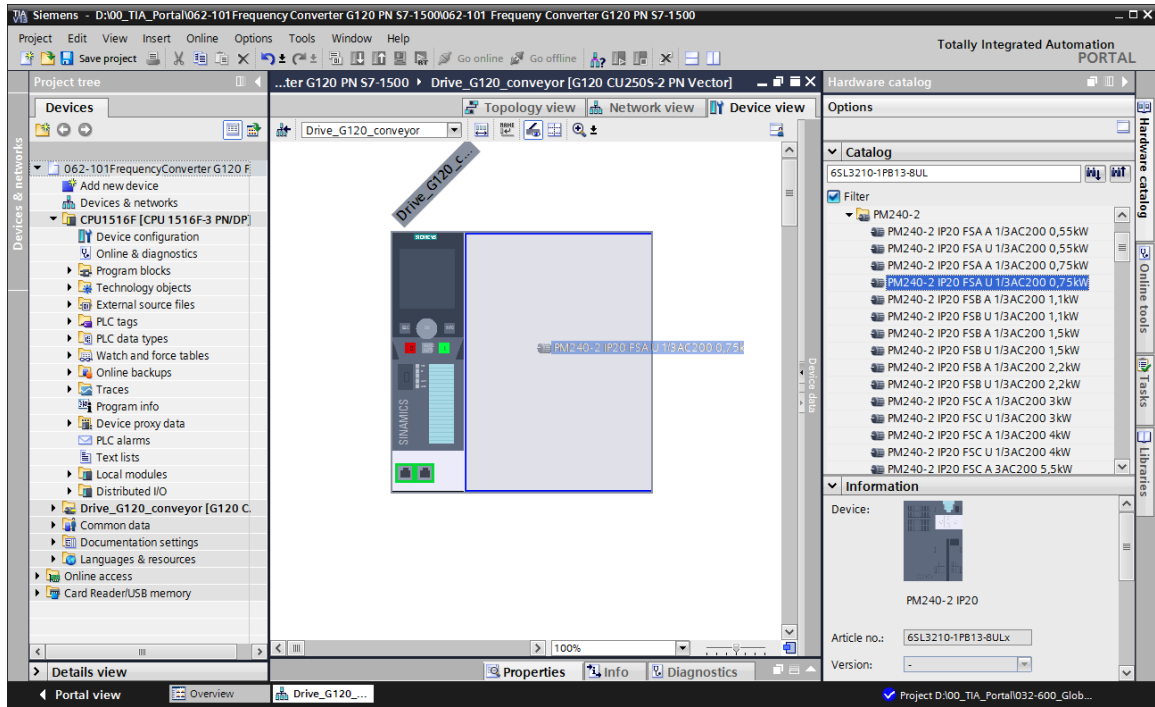 Siemens - D:\00_TIA_Portal\062-101FrequencyConverter G120 PN S7-1500\062-101 Frequeny Converter G120 PN S7-1500
Project Edit View Insert Online Options Tools Window Help
Totally Integrated Automation
PORTAL
Save project Go online Go offline
Project tree
...ter G120 PN S7-1500 Drive_G120_conveyor [G120 CU250S-2 PN Vector]
Hardware catalog
Devices
Topology view Network view Device view
Options
Drive_G120_conveyor
Devices & networks
062-101FrequencyConverter G120 P
Add new device
Devices & networks
CPU1516F [CPU 1516F-3 PN/DP]
Device configuration
Online & diagnostics
Program blocks
Technology objects
External source files
PLC tags
PLC data types
Watch and force tables
Online backups
Traces
Program info
Device proxy data
PLC alarms
Text lists
Local modules
Distributed I/O
Drive_G120_conveyor [G120 C.
Common data
Documentation settings
Languages & resources
Online access
Card Reader/USB memory
Details view
Drive_G120_c...
SIEMENS
SINAMICS
PM240-2 IP20 FSA U 1/3AC200 0,75k
100%
Device data
Properties Info Diagnostics
Catalog
6SL3210-1PB13-8UL
Filter
PM240-2
PM240-2 IP20 FSA A 1/3AC200 0,55kW
PM240-2 IP20 FSA U 1/3AC200 0,55kW
PM240-2 IP20 FSA A 1/3AC200 0,75kW
PM240-2 IP20 FSA U 1/3AC200 0,75kW
PM240-2 IP20 FSB A 1/3AC200 1,1kW
PM240-2 IP20 FSB U 1/3AC200 1,1kW
PM240-2 IP20 FSB A 1/3AC200 1,5kW
PM240-2 IP20 FSB U 1/3AC200 1,5kW
PM240-2 IP20 FSB A 1/3AC200 2,2kW
PM240-2 IP20 FSB U 1/3AC200 2,2kW
PM240-2 IP20 FSC A 1/3AC200 3kW
PM240-2 IP20 FSC U 1/3AC200 3kW
PM240-2 IP20 FSC A 1/3AC200 4kW
PM240-2 IP20 FSC U 1/3AC200 4kW
PM240-2 IP20 FSC A 3AC200 5,5kW
Information
Device:
PM240-2 IP20
Article no.: 6SL3210-1PB13-8ULx
Version: -
Hardware catalog
Online tools
Tasks
Libraries
Portal view Overview Drive_G120_...
Project D:\00_TIA_Portal\032-600_Glob...